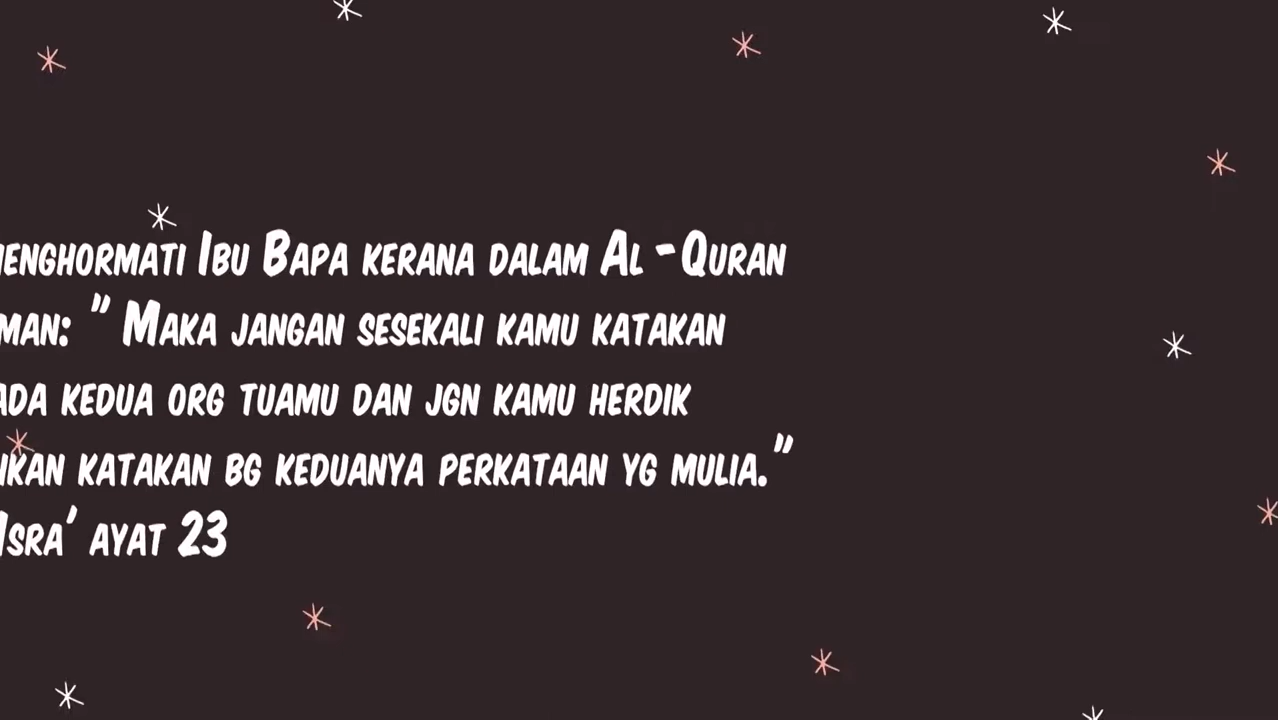 menghormati Ibu Bapa kerana dalam Al -Quran
man: " Maka jangan sesekali kamu katakan
ada kedua org tuamu dan jgn kamu herdik
ikan katakan bg keduanya perkataan yg mulia."
Isra' ayat 23